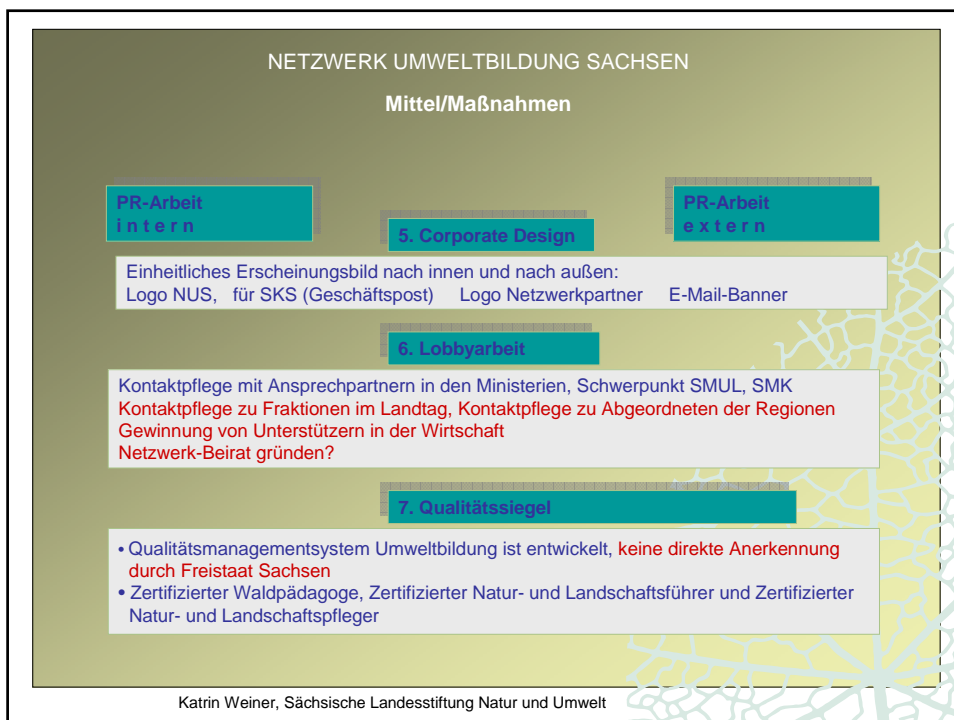 NETZWERK UMWELTBILDUNG SACHSEN
Mittel/Maßnahmen
PR-Arbeit
i n t e r n
PR-Arbeit
e x t e r n
5. Corporate Design
Einheitliches Erscheinungsbild nach innen und nach außen:
Logo NUS, für SKS (Geschäftspost) Logo Netzwerkpartner E-Mail-Banner
6. Lobbyarbeit
Kontaktpflege mit Ansprechpartnern in den Ministerien, Schwerpunkt SMUL, SMK
Kontaktpflege zu Fraktionen im Landtag, Kontaktpflege zu Abgeordneten der Regionen
Gewinnung von Unterstützern in der Wirtschaft
Netzwerk-Beirat gründen?
7. Qualitätssiegel
• Qualitätsmanagementsystem Umweltbildung ist entwickelt, keine direkte Anerkennung
durch Freistaat Sachsen
• Zertifizierter Waldpädagoge, Zertifizierter Natur- und Landschaftsführer und Zertifizierter
Natur- und Landschaftspfleger
Katrin Weiner, Sächsische Landesstiftung Natur und Umwelt